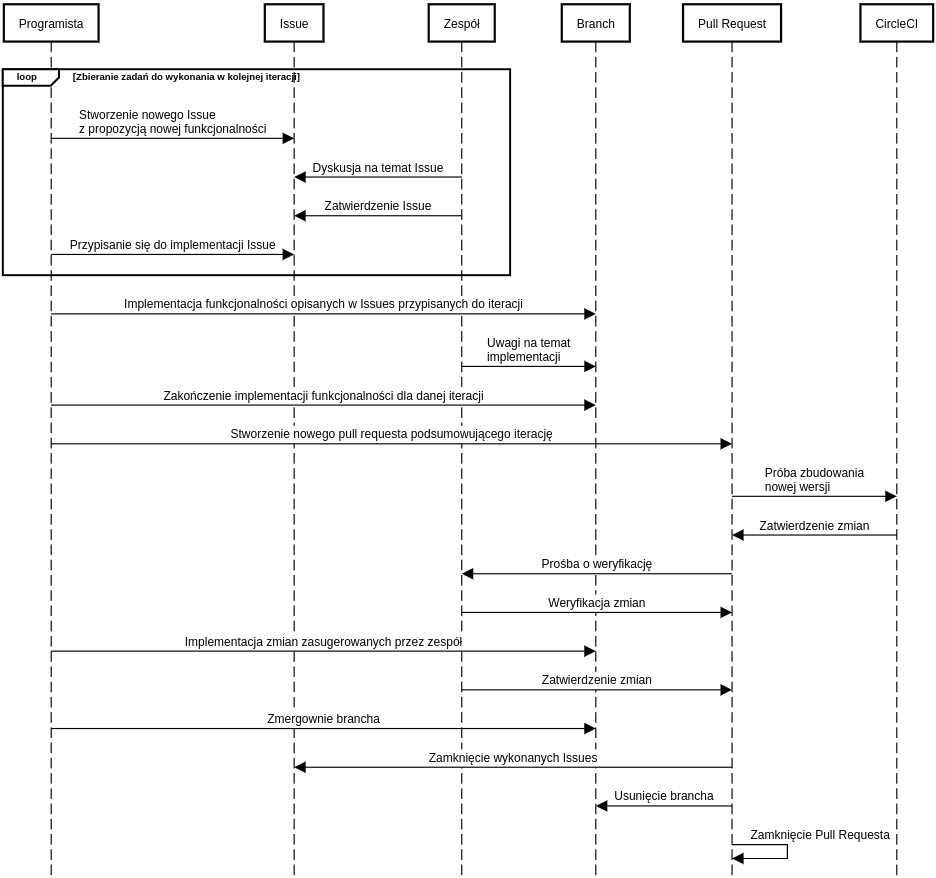 Programista
Issue
Zespół
Branch
Pull Request
CircleCI
loop
[Zbieranie zadań do wykonania w kolejnej iteracji]
Stworzenie nowego Issue
z propozycją nowej funkcjonalności
Dyskusja na temat Issue
Zatwierdzenie Issue
Przypisanie się do implementacji Issue
Implementacja funkcjonalności opisanych w Issues przypisanych do iteracji
Uwagi na temat
implementacji
Zakończenie implementacji funkcjonalności dla danej iteracji
Stworzenie nowego pull requesta podsumowującego iterację
Próba zbudowania
nowej wersji
Zatwierdzenie zmian
Prośba o weryfikację
Weryfikacja zmian
Implementacja zmian zasugerowanych przez zespół
Zatwierdzenie zmian
Zmergownie brancha
Zamknięcie wykonanych Issues
Usunięcie brancha
Zamknięcie Pull Requesta